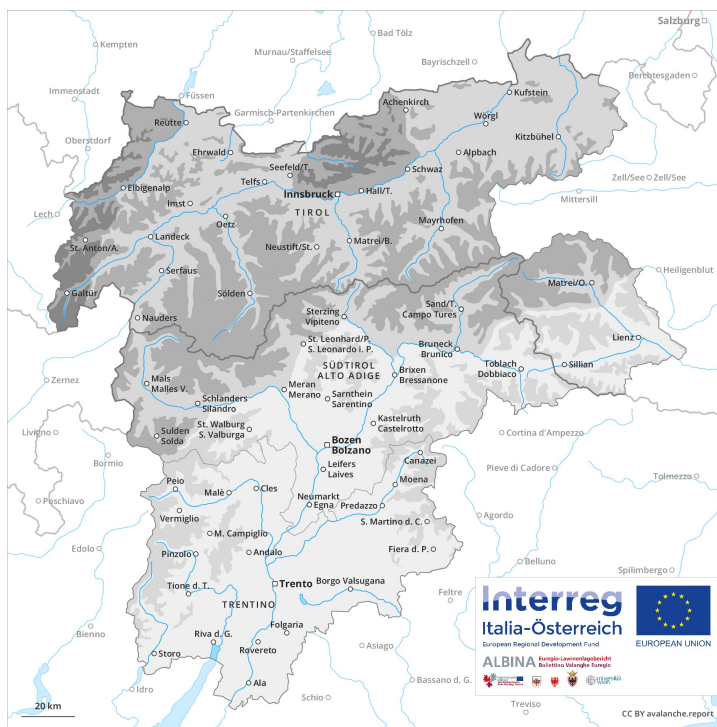 Salzburg
Kempten
Bad Tölz
Murnau/Staffelsee
Bayrischzell
Berchtesgaden
Immenstadt
Füssen
Garmisch-Partenkirchen
Achenkirch
Kufstein
Reutte
Wörgl
Oberstdorf
Ehrwald
Kitzbühel
Seefeld/T.
Alpbach
Schwaz
Zell/See
Zell/See
Telfs
Elbigenalp
Innsbruck
Hall/T.
Mittersill
Imst
Lech
TIROL
Oetz
Mayrhofen
St. Anton/A.
Landeck
Neustift/St.
Matrei/B.
Serfaus
Heiligenblut
Galtür
Sölden
Matrei/O.
Nauders
Sand/T.
Campo Tures
Sterzing
Vipiteno
St. Leonhard/P.
S. Leonardo i. P.
Bruneck
Brunico
Lienz
SÜDTIROL
ALTO ADIGE
Toblach
Dobbiaco
Sillian
Brixen
Bressanone
Zernez
Mals
Malles V.
Meran
Merano
Schlanders
Silandro
Sarnthein
Sarentino
St. Walburg
S. Valburga
Kastelruth
Castelrotto
Livigno
Sulden
Solda
Cortina d'Ampezzo
Bozen
Bolzano
Bormio
Canazei
Leifers
Laives
Pieve di Cadore
Tolmezzo
Peio
Moena
Poschiavo
Malè
Cles
Neumarkt
Egna
Predazzo
Vermiglio
Agordo
S. Martino d. C.
M. Campiglio
Edolo
Pinzolo
Andalo
Fiera d. P.
Belluno
Spilimbergo
Trento
Borgo Valsugana
Tione d. T.
Feltre
TRENTINO
Folgaria
Bienno
Riva d. G.
Rovereto
Asiago
Storo
Bassano d. G.
Idro
Ala
Schio
Treviso
20 km
Interreg
Italia-Österreich
European Regional Development Fund
EUROPEAN UNION
ALBINA
Euregio-Lawinenlagebericht
Bollettino Valanghe Euregio
universität
wien
CC BY avalanche.report